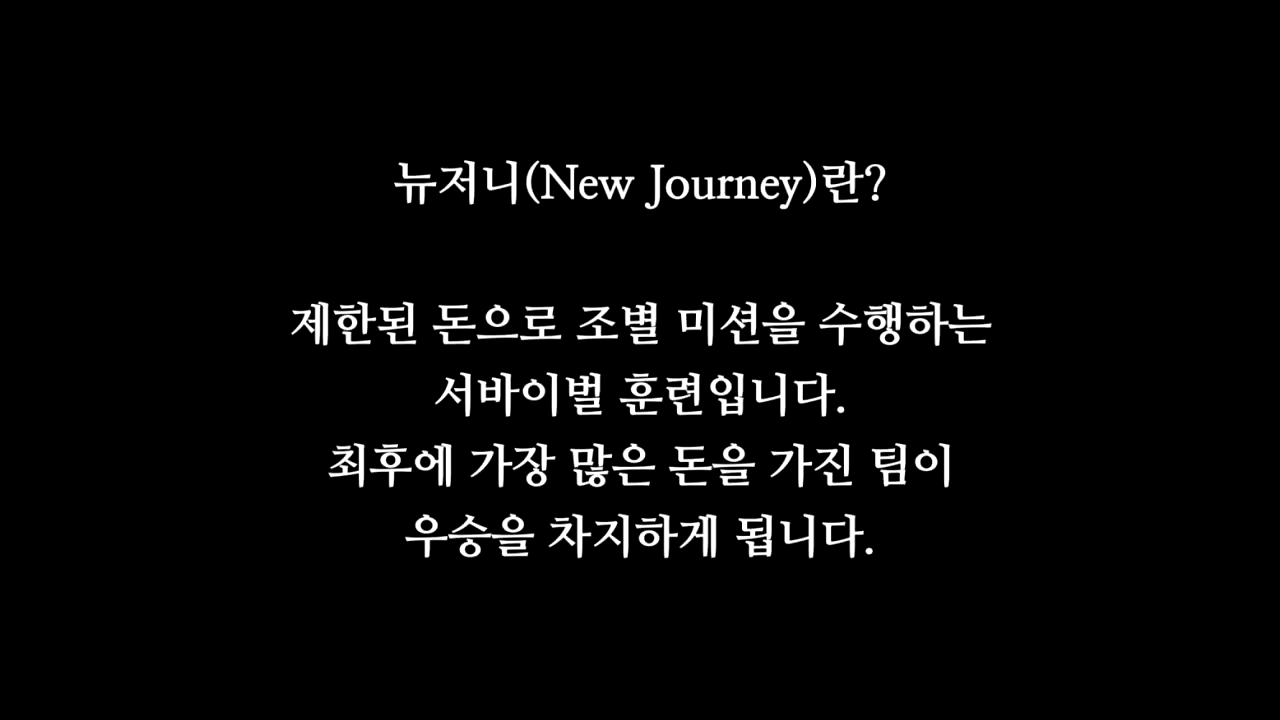 뉴저니(New Journey)란?
제한된 돈으로 조별 미션을 수행하는
서바이벌 훈련입니다.
최후에 가장 많은 돈을 가진 팀이
우승을 차지하게 됩니다.